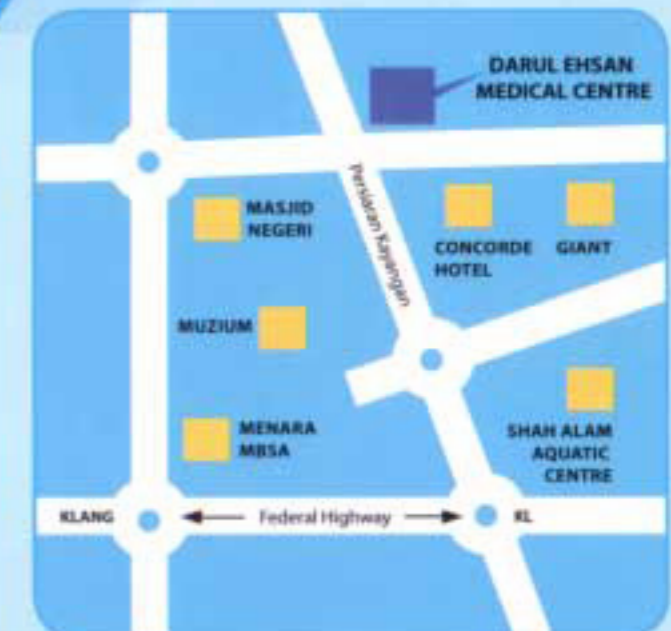 DARUL EHSAN
MEDICAL CENTRE
Persiaran Kayangan
MASJID
NEGERI
CONCORDE
HOTEL
GIANT
MUZIUM
MENARA
MBSA
SHAH ALAM
AQUATIC
CENTRE
KLANG
Federal Highway
KL